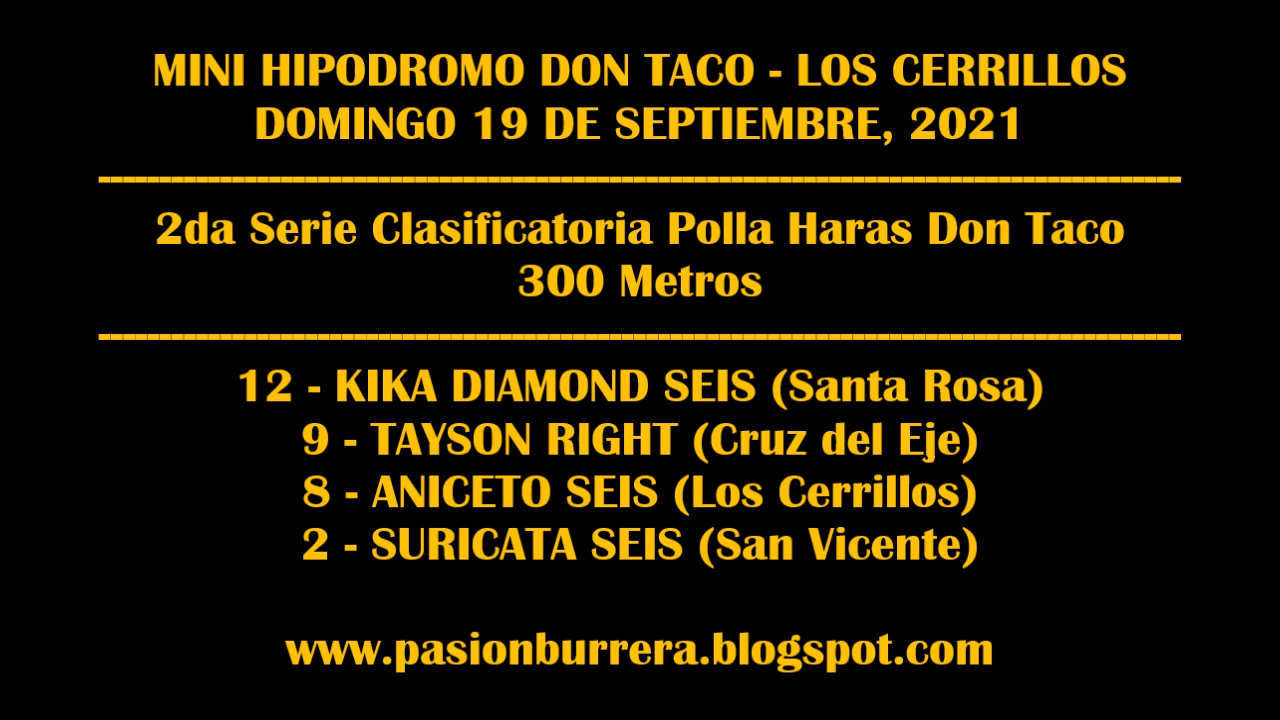 MINI HIPODROMO DON TACO - LOS CERRILLOS
DOMINGO 19 DE SEPTIEMBRE, 2021
2da Serie Clasificatoria Polla Haras Don Taco
300 Metros
12 - KIKA DIAMOND SEIS (Santa Rosa)
9 - TAYSON RIGHT (Cruz del Eje)
8 - ANICETO SEIS (Los Cerrillos)
2 - SURICATA SEIS (San Vicente)
www.pasionburrera.blogspot.com